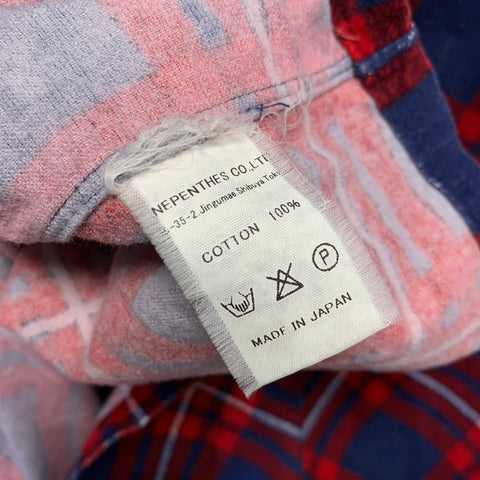 NEPENTHES CO.,LTD
-35-2 Jingumae Shibuya Tok
COTTON 100%
P
MADE IN JAPAN